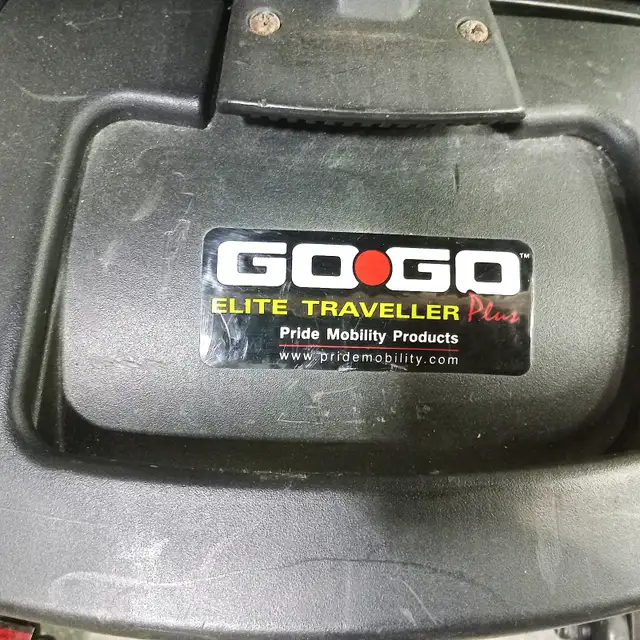 GO GO™
ELITE TRAVELLER Plus
Pride Mobility Products
www.pridemobility.com